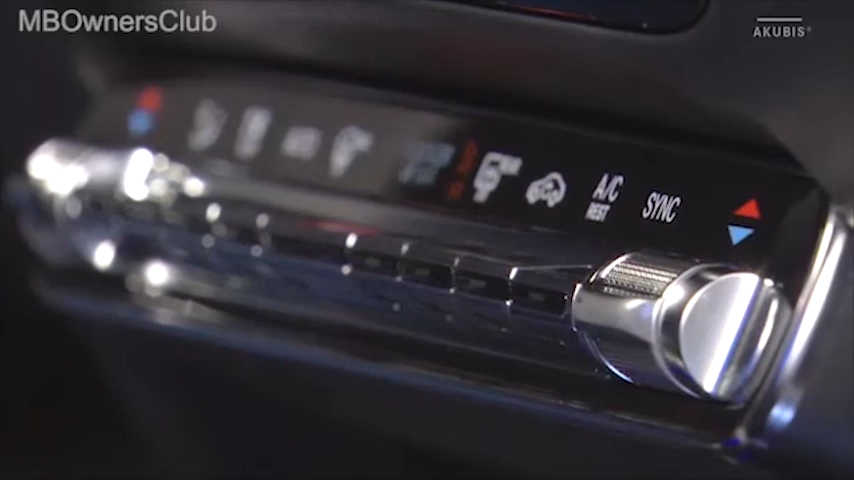 MBOwnersClub
AKUBIS®
A/C
REST
SYNC